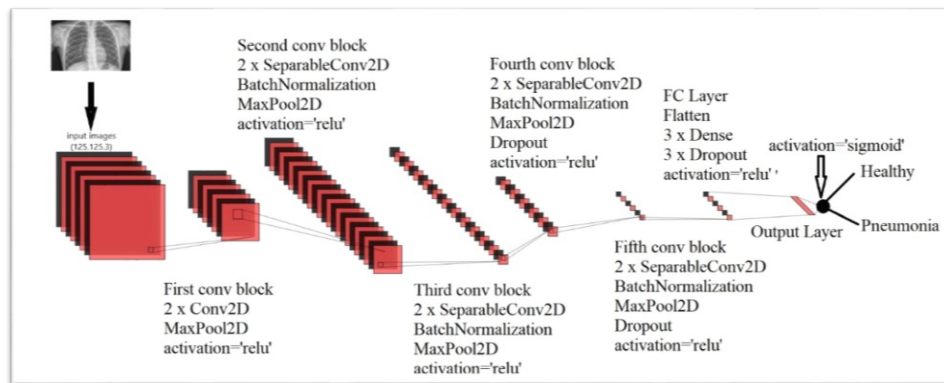 input images
(125.125.3)
First conv block
2 x Conv2D
MaxPool2D
activation='relu'
Second conv block
2 x SeparableConv2D
BatchNormalization
MaxPool2D
activation='relu'
Third conv block
2 x SeparableConv2D
BatchNormalization
MaxPool2D
activation='relu'
Fourth conv block
2 x SeparableConv2D
BatchNormalization
MaxPool2D
Dropout
activation='relu'
Fifth conv block
2 x SeparableConv2D
BatchNormalization
MaxPool2D
Dropout
activation='relu'
FC Layer
Flatten
3 x Dense
3 x Dropout
activation='relu' '
activation='sigmoid'
Healthy
Pneumonia
Output Layer